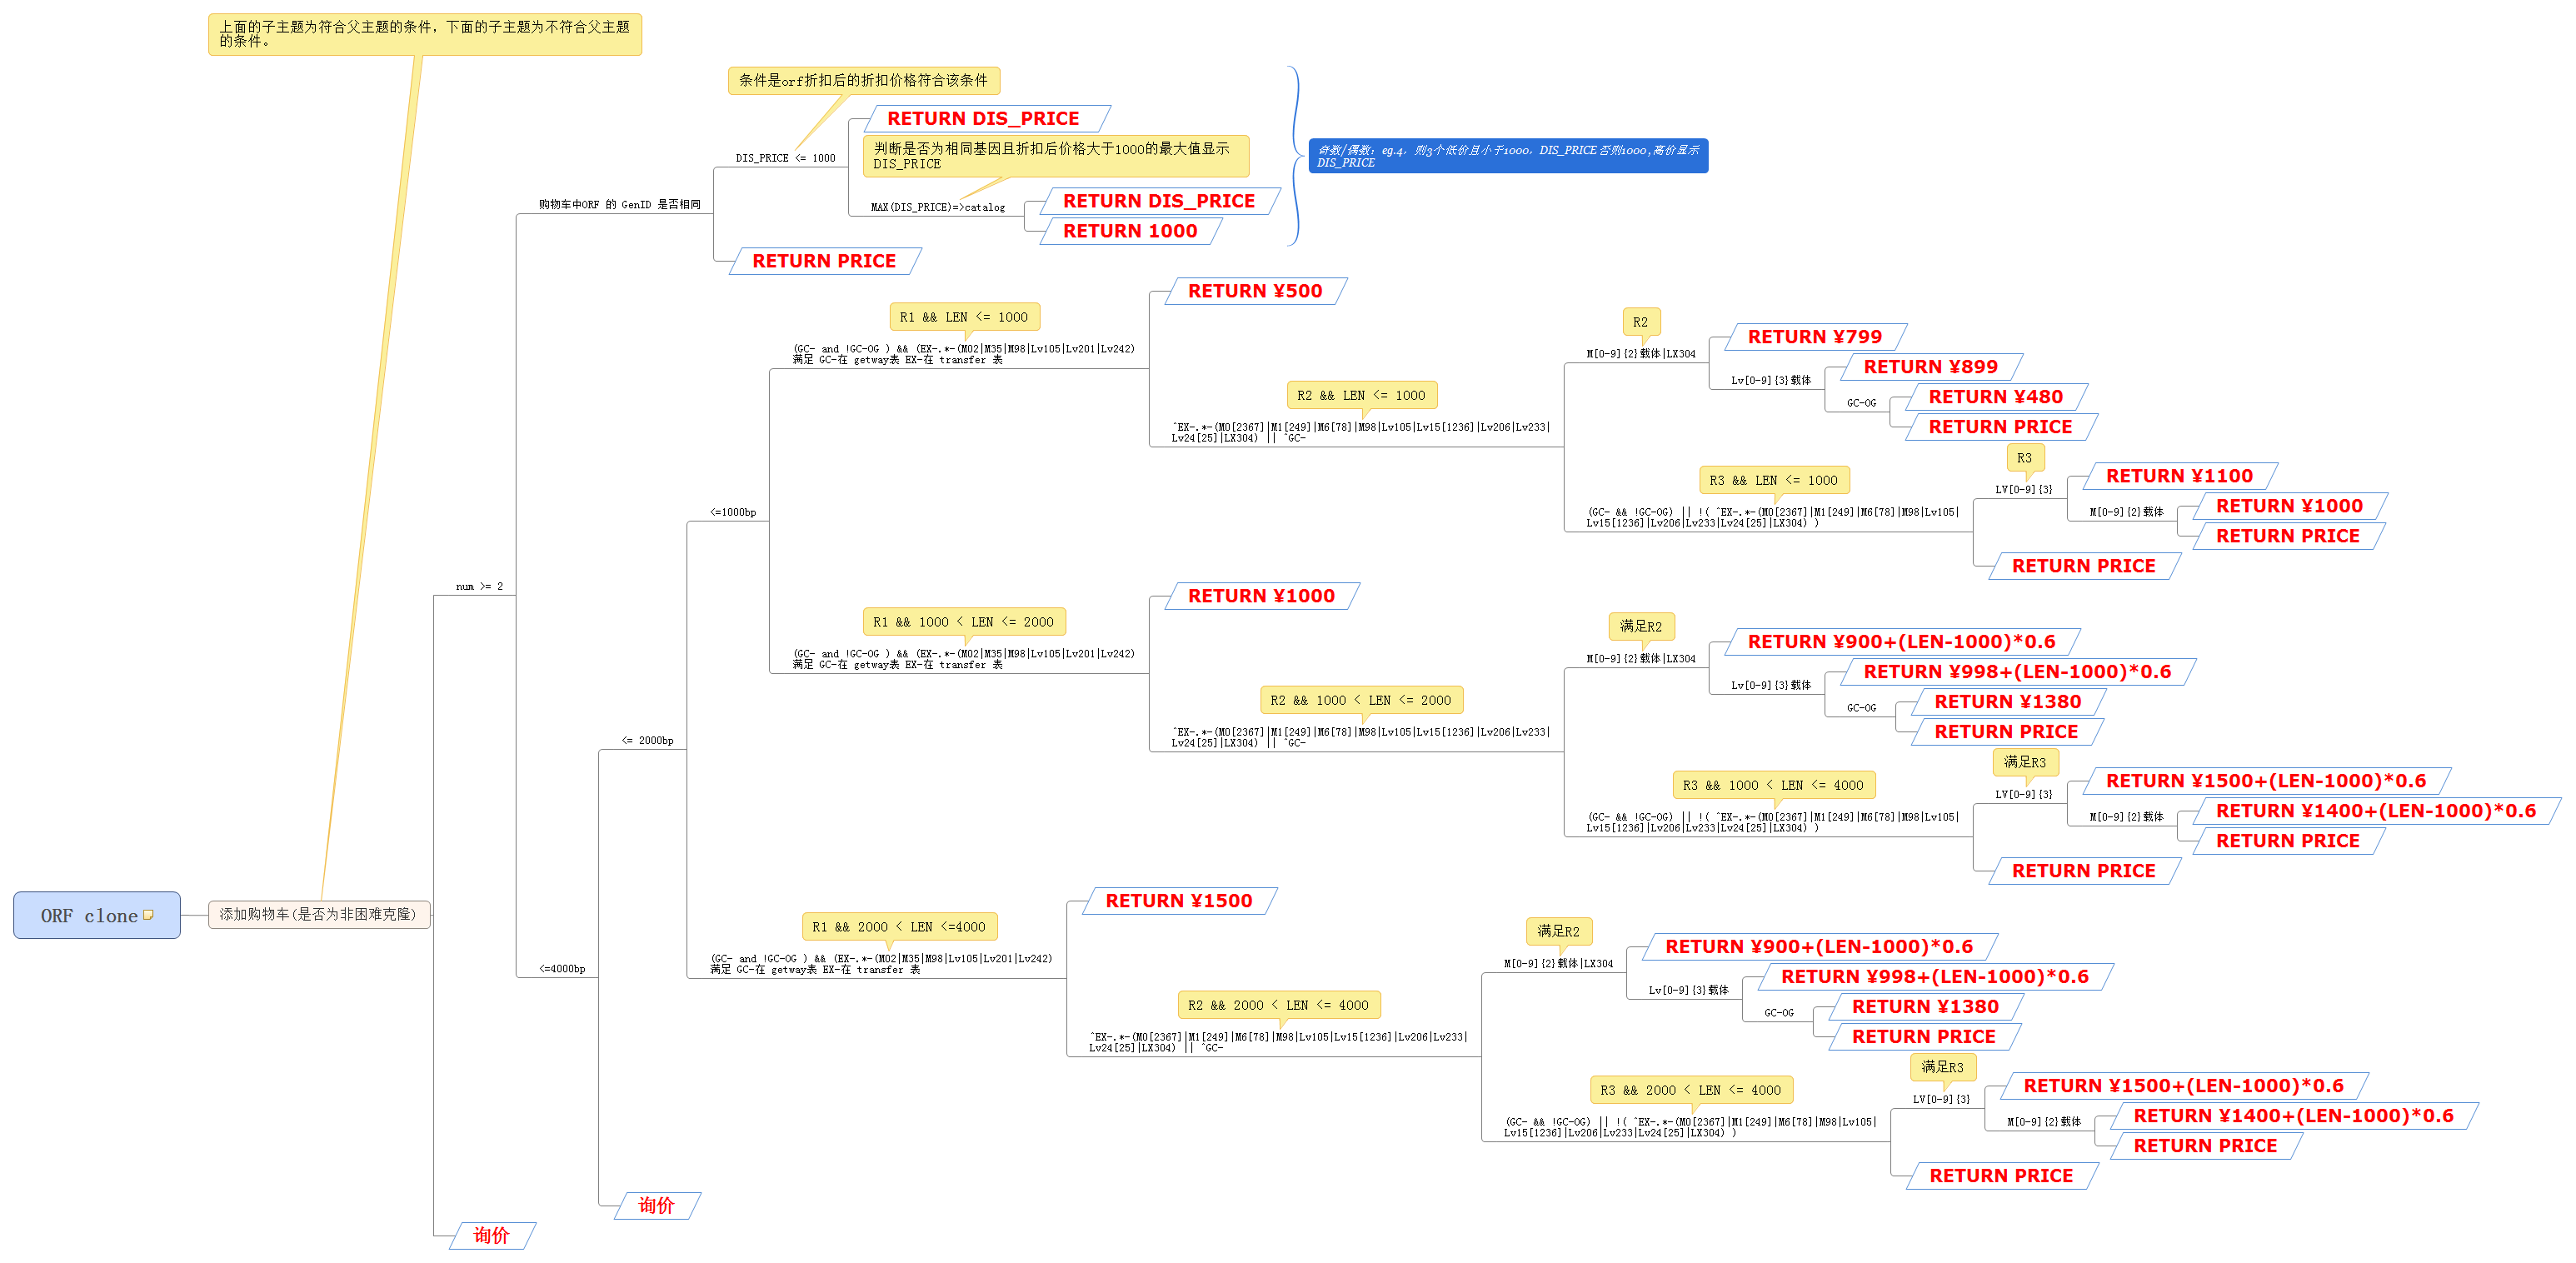 上面的子主题为符合父主题的条件，下面的子主题为不符合父主题
的条件。
条件是orf折扣后的折扣价格符合该条件
RETURN DIS_PRICE
判断是否为相同基因且折扣后价格大于1000的最大值显示
DIS_PRICE
DIS_PRICE <= 1000
奇数/偶数：eg.4，则3个低价且小于1000，DIS_PRICE否则1000,高价显示
DIS_PRICE
购物车中ORF 的 GenID 是否相同
MAX(DIS_PRICE)=>catalog
RETURN DIS_PRICE
RETURN 1000
RETURN PRICE
RETURN ¥500
R1 && LEN <= 1000
(GC- and !GC-OG ) && (EX-.*-(M02|M35|M98|Lv105|Lv201|Lv242)
满足 GC-在 getway表 EX-在 transfer 表
R2
M[0-9]{2}载体|LX304
RETURN ¥799
RETURN ¥899
Lv[0-9]{3}载体
RETURN ¥480
GC-OG
RETURN PRICE
R2 && LEN <= 1000
^EX-.*-(M0[2367]|M1[249]|M6[78]|M98|Lv105|Lv15[1236]|Lv206|Lv233|
Lv24[25]|LX304) || ^GC-
R3
R3 && LEN <= 1000
LV[0-9]{3}
RETURN ¥1100
RETURN ¥1000
M[0-9]{2}载体
RETURN PRICE
(GC- && !GC-OG) || !( ^EX-.*-(M0[2367]|M1[249]|M6[78]|M98|Lv105|
Lv15[1236]|Lv206|Lv233|Lv24[25]|LX304) )
RETURN PRICE
<=1000bp
num >= 2
RETURN ¥1000
R1 && 1000 < LEN <= 2000
(GC- and !GC-OG ) && (EX-.*-(M02|M35|M98|Lv105|Lv201|Lv242)
满足 GC-在 getway表 EX-在 transfer 表
满足R2
M[0-9]{2}载体|LX304
RETURN ¥900+(LEN-1000)*0.6
RETURN ¥998+(LEN-1000)*0.6
Lv[0-9]{3}载体
RETURN ¥1380
GC-OG
RETURN PRICE
R2 && 1000 < LEN <= 2000
^EX-.*-(M0[2367]|M1[249]|M6[78]|M98|Lv105|Lv15[1236]|Lv206|Lv233|
Lv24[25]|LX304) || ^GC-
<= 2000bp
满足R3
R3 && 1000 < LEN <= 4000
LV[0-9]{3}
RETURN ¥1500+(LEN-1000)*0.6
RETURN ¥1400+(LEN-1000)*0.6
M[0-9]{2}载体
RETURN PRICE
(GC- && !GC-OG) || !( ^EX-.*-(M0[2367]|M1[249]|M6[78]|M98|Lv105|
Lv15[1236]|Lv206|Lv233|Lv24[25]|LX304) )
RETURN PRICE
ORF clone
添加购物车(是否为非困难克隆)
RETURN ¥1500
R1 && 2000 < LEN <=4000
(GC- and !GC-OG ) && (EX-.*-(M02|M35|M98|Lv105|Lv201|Lv242)
满足 GC-在 getway表 EX-在 transfer 表
<=4000bp
满足R2
M[0-9]{2}载体|LX304
RETURN ¥900+(LEN-1000)*0.6
RETURN ¥998+(LEN-1000)*0.6
Lv[0-9]{3}载体
RETURN ¥1380
GC-OG
RETURN PRICE
R2 && 2000 < LEN <= 4000
^EX-.*-(M0[2367]|M1[249]|M6[78]|M98|Lv105|Lv15[1236]|Lv206|Lv233|
Lv24[25]|LX304) || ^GC-
满足R3
R3 && 2000 < LEN <= 4000
LV[0-9]{3}
RETURN ¥1500+(LEN-1000)*0.6
RETURN ¥1400+(LEN-1000)*0.6
M[0-9]{2}载体
RETURN PRICE
(GC- && !GC-OG) || !( ^EX-.*-(M0[2367]|M1[249]|M6[78]|M98|Lv105|
Lv15[1236]|Lv206|Lv233|Lv24[25]|LX304) )
RETURN PRICE
询价
询价